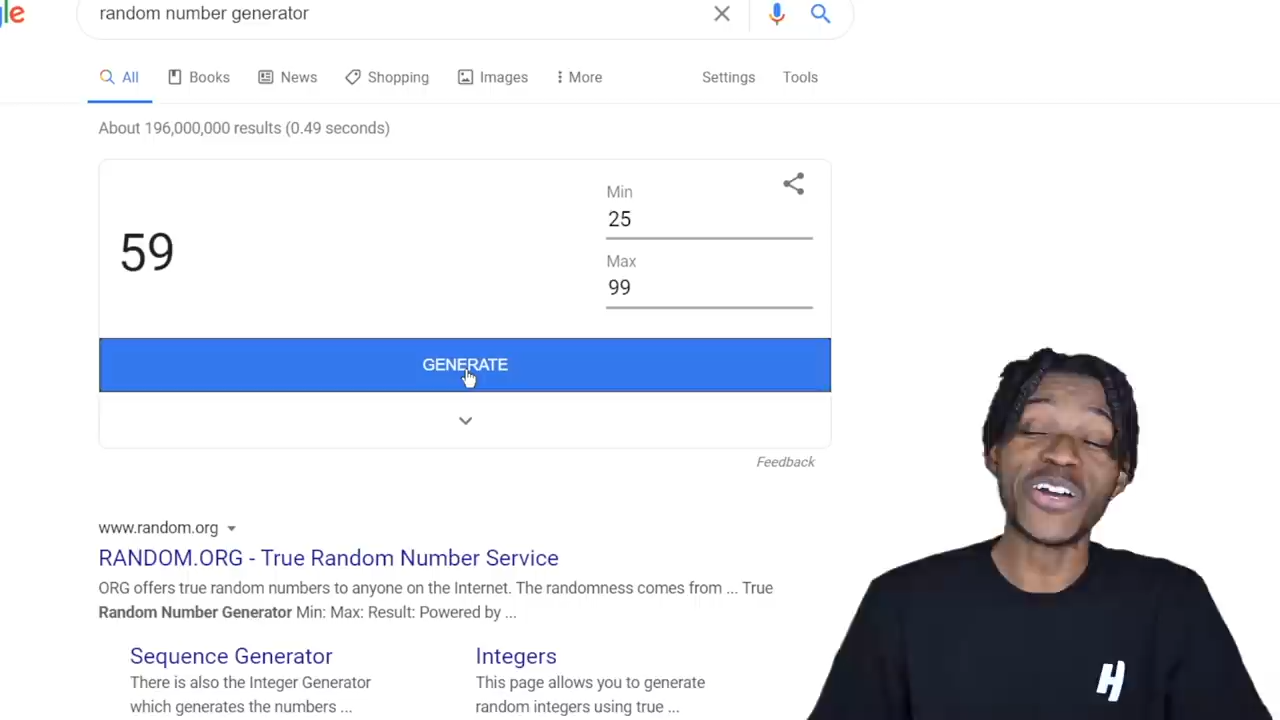 le
random number generator
All
Books
News
Shopping
Images
More
Settings
Tools
About 196,000,000 results (0.49 seconds)
59
Min
25
Max
99
GENERATE
Feedback
www.random.org
RANDOM.ORG - True Random Number Service
ORG offers true random numbers to anyone on the Internet. The randomness comes from ... True
Random Number Generator Min: Max: Result: Powered by ...
Sequence Generator
There is also the Integer Generator
which generates the numbers ...
Integers
This page allows you to generate
random integers using true ...
H